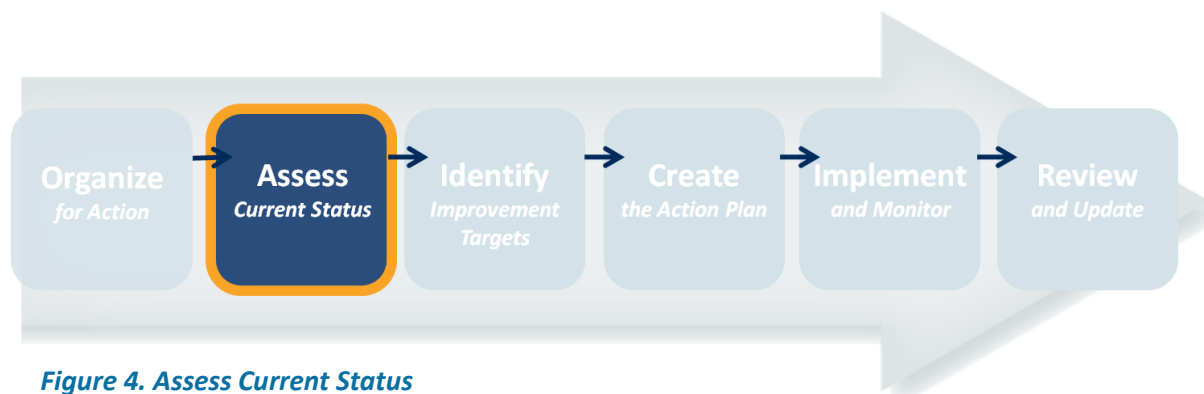 Organize
for Action
Assess
Current Status
Identify
Improvement
Targets
Create
the Action Plan
Implement
and Monitor
Review
and Update
Figure 4. Assess Current Status